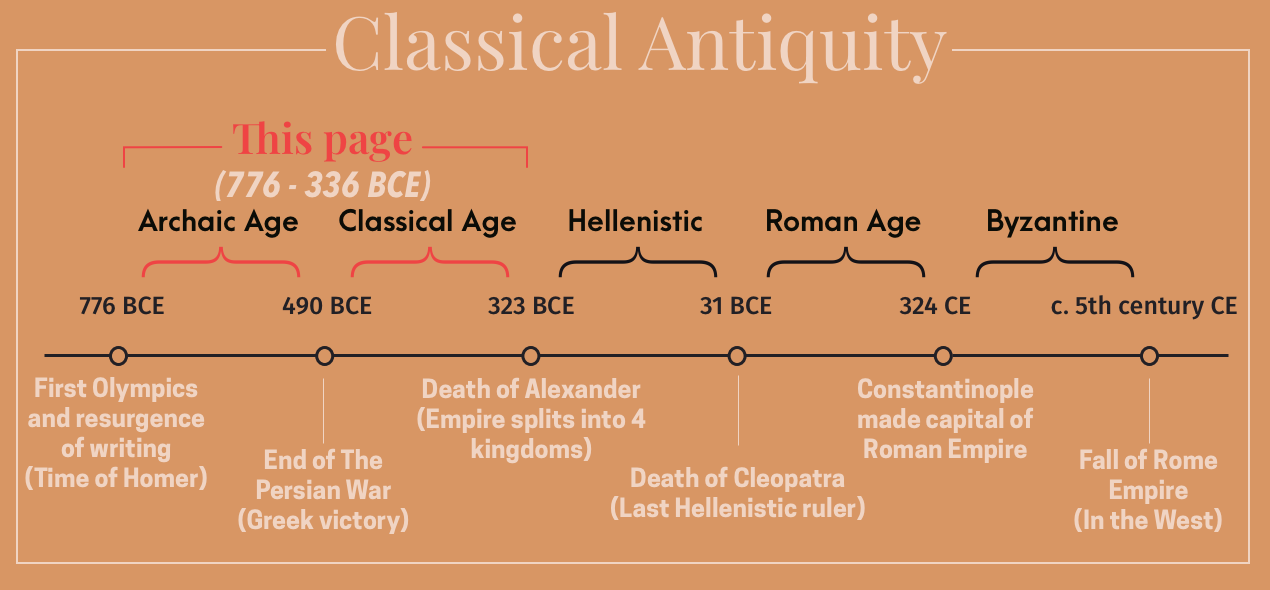 Classical Antiquity
This page
(776 - 336 BCE)
Archaic Age
Classical Age
Hellenistic
Roman Age
Byzantine
776 BCE
490 BCE
323 BCE
31 BCE
324 CE
c. 5th century CE
First Olympics
and resurgence
of writing
(Time of Homer)
End of The
Persian War
(Greek victory)
Death of Alexander
(Empire splits into 4
kingdoms)
Death of Cleopatra
(Last Hellenistic ruler)
Constantinople
made capital of
Roman Empire
Fall of Rome
Empire
(In the West)